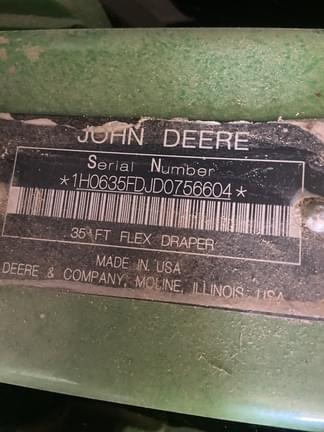 JOHN DEERE
Serial Number
*1H0635FDJD0756604*
35 FT FLEX DRAPER
MADE IN USA
DEERE & COMPANY, MOLINE, ILLINOIS, USA